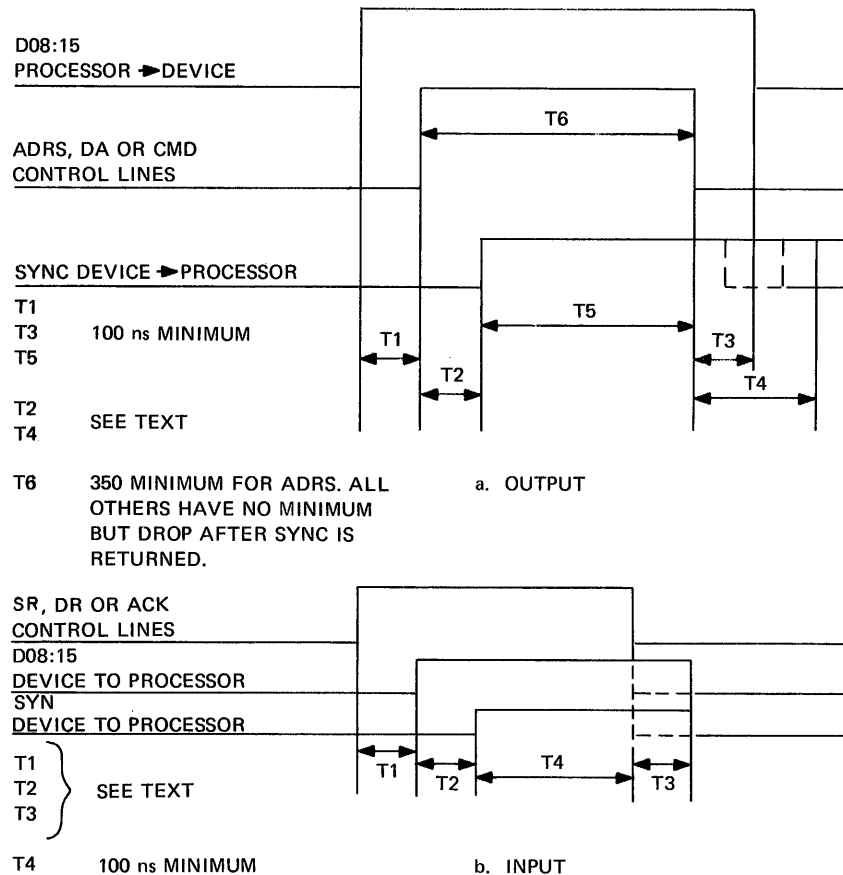 D08:15
PROCESSOR → DEVICE
T6
ADRS, DA OR CMD
CONTROL LINES
SYNC DEVICE → PROCESSOR
T1
T3 100 ns MINIMUM
T5
T5
T1
T3
T2
T4
T2
T4
SEE TEXT
T6 350 MINIMUM FOR ADRS. ALL
OTHERS HAVE NO MINIMUM
BUT DROP AFTER SYNC IS
RETURNED.
a. OUTPUT
SR, DR OR ACK
CONTROL LINES
D08:15
DEVICE TO PROCESSOR
SYN
DEVICE TO PROCESSOR
T1
T2
T4
T3
T1
T2
T3
SEE TEXT
T4 100 ns MINIMUM
b. INPUT